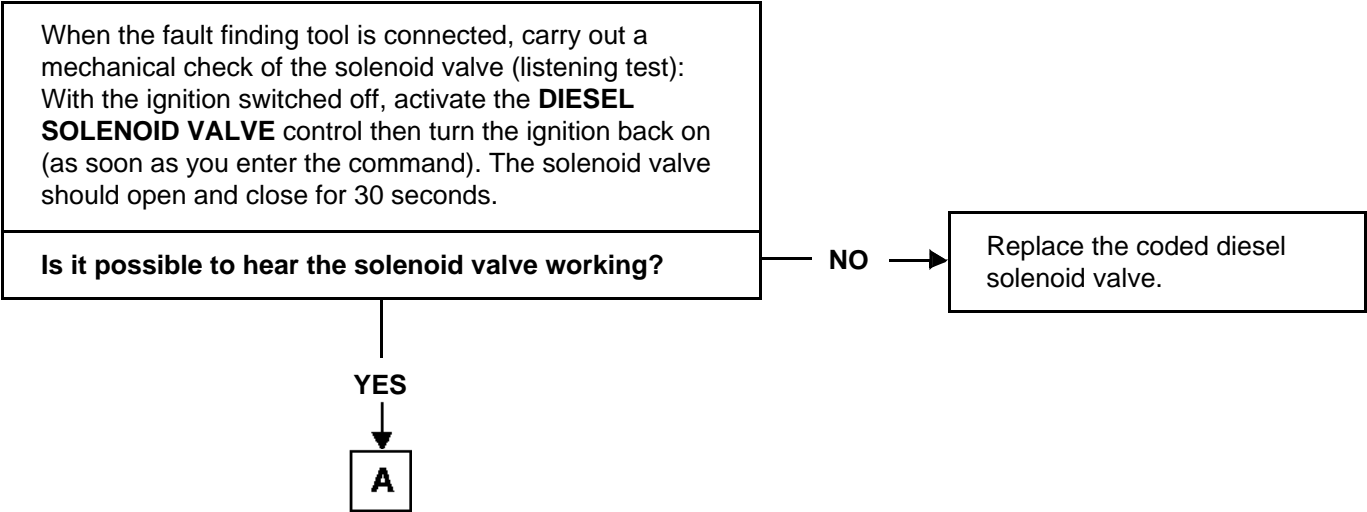 When the fault finding tool is connected, carry out a
mechanical check of the solenoid valve (listening test):
With the ignition switched off, activate the DIESEL
SOLENOID VALVE control then turn the ignition back on
(as soon as you enter the command). The solenoid valve
should open and close for 30 seconds.
Is it possible to hear the solenoid valve working?
NO
Replace the coded diesel
solenoid valve.
YES
A